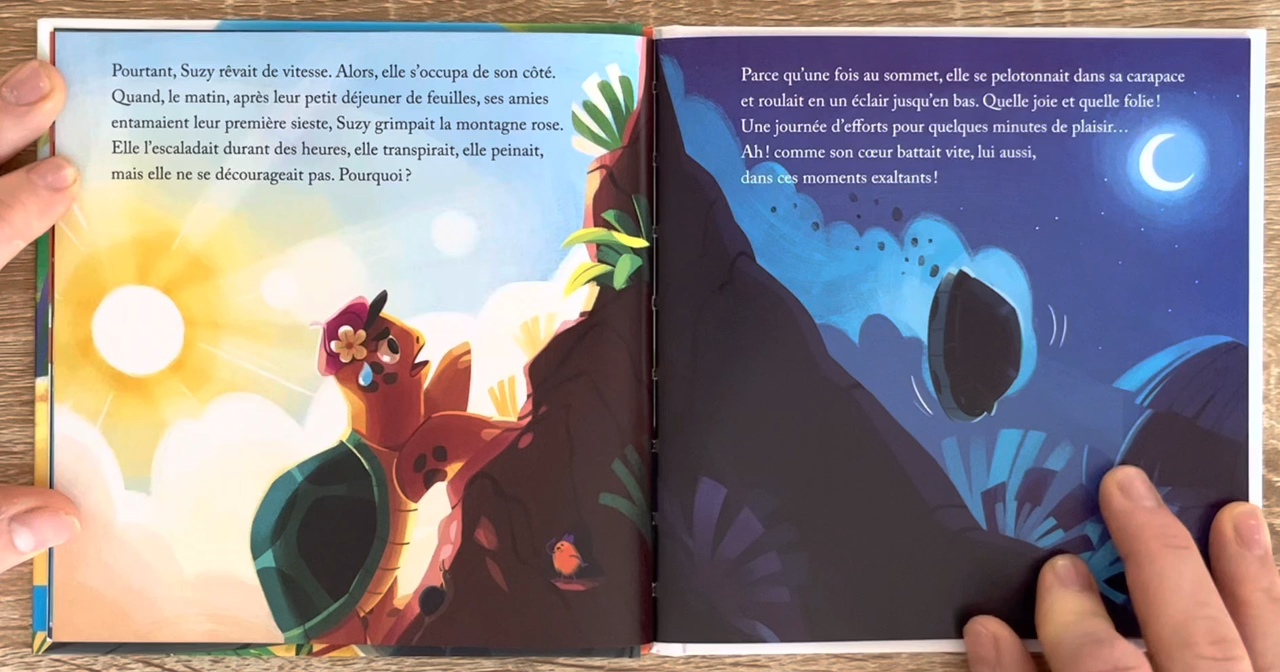 Pourtant, Suzy rêvait de vitesse. Alors, elle s’occupa de son côté.
Quand, le matin, après leur petit déjeuner de feuilles, ses amies
entamaient leur première sieste, Suzy grimpait la montagne rose.
Elle l’escaladait durant des heures, elle transpirait, elle peinait,
mais elle ne se décourageait pas. Pourquoi ?
Parce qu’une fois au sommet, elle se pelotonnait dans sa carapace
et roulait en un éclair jusqu’en bas. Quelle joie et quelle folie !
Une journée d’efforts pour quelques minutes de plaisir…
Ah ! comme son cœur battait vite, lui aussi,
dans ces moments exaltants !